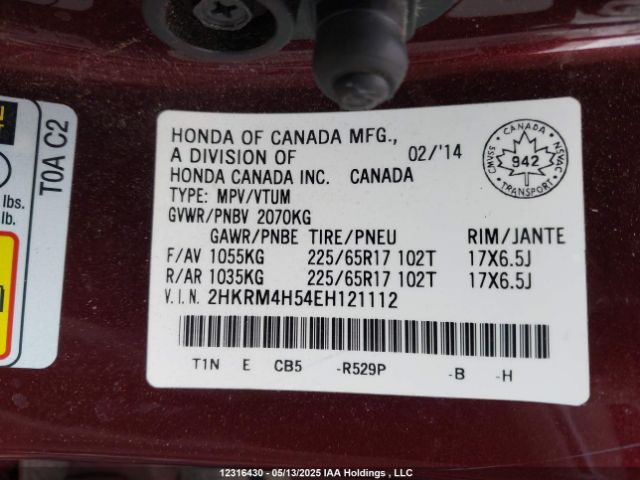 HONDA OF CANADA MFG.,
A DIVISION OF 02/'14
HONDA CANADA INC. CANADA
TYPE: MPV/VTUM
GVWR/PNBV 2070KG
GAWR/PNBE TIRE/PNEU RIM/JANTE
F/AV 1055KG 225/65R17 102T 17X6.5J
R/AR 1035KG 225/65R17 102T 17X6.5J
V.I.N. 2HKRM4H54EH121112
T1N E CB5 -R529P -B -H
CANADA
CMVSS 942 NSVAC
TRANSPORT
T0A C2
lbs.
lb.
12316430 - 05/13/2025 IAA Holdings , LLC